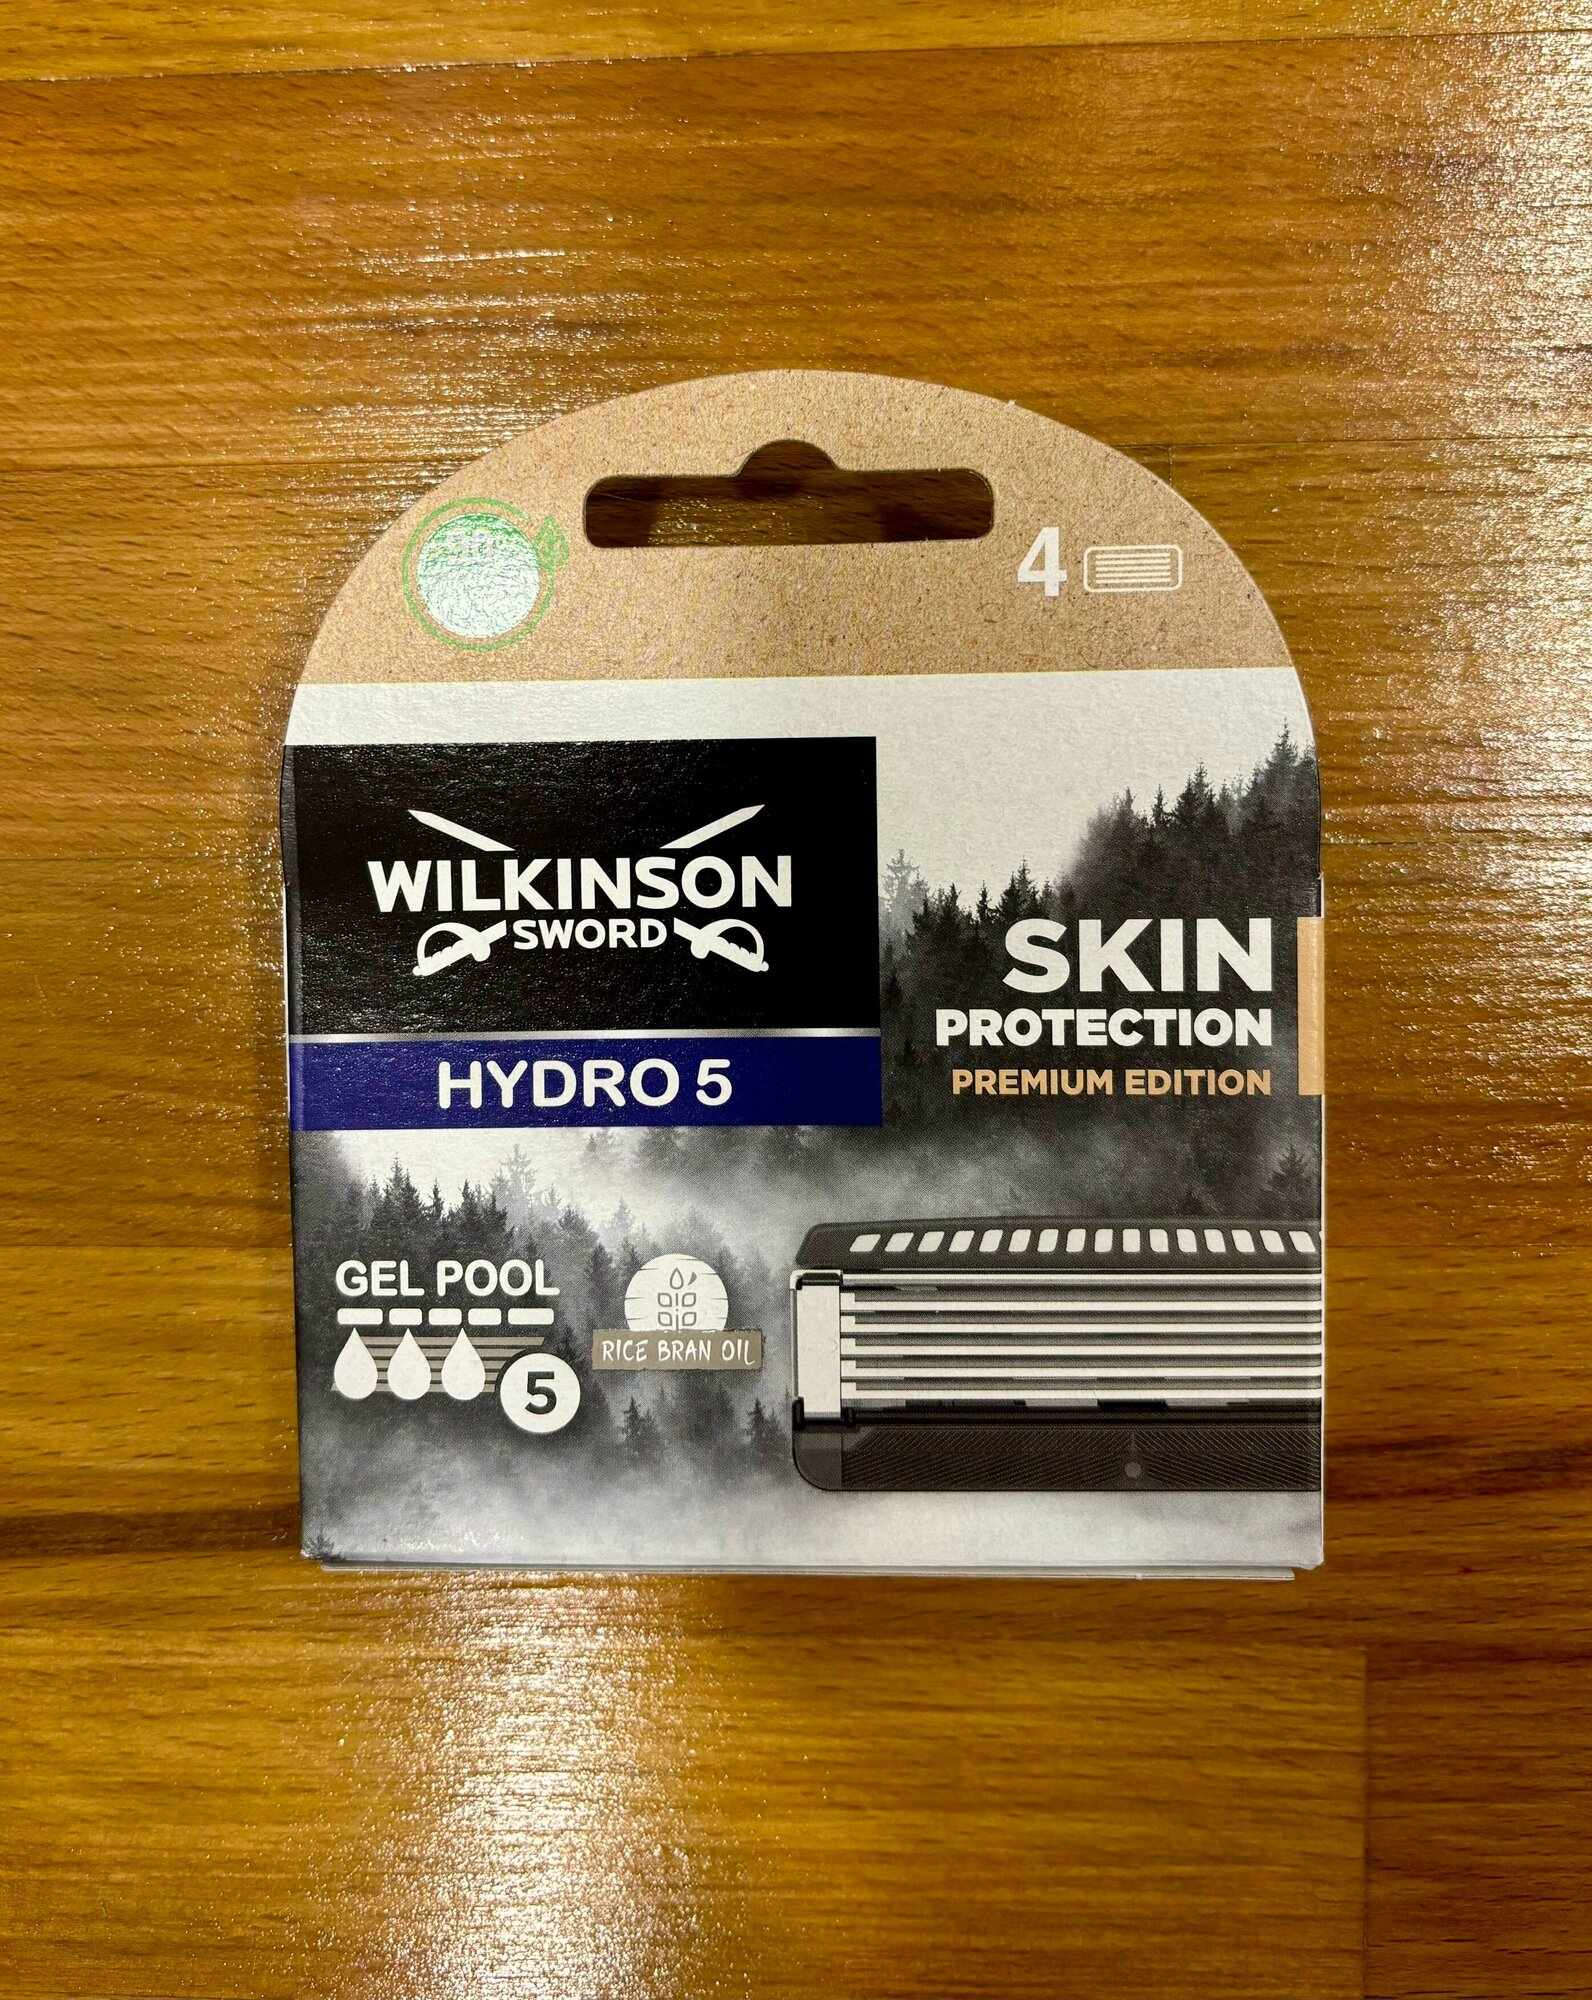 4
WILKINSON
SWORD
HYDRO 5
SKIN
PROTECTION
PREMIUM EDITION
GEL POOL
5
RICE BRAN OIL